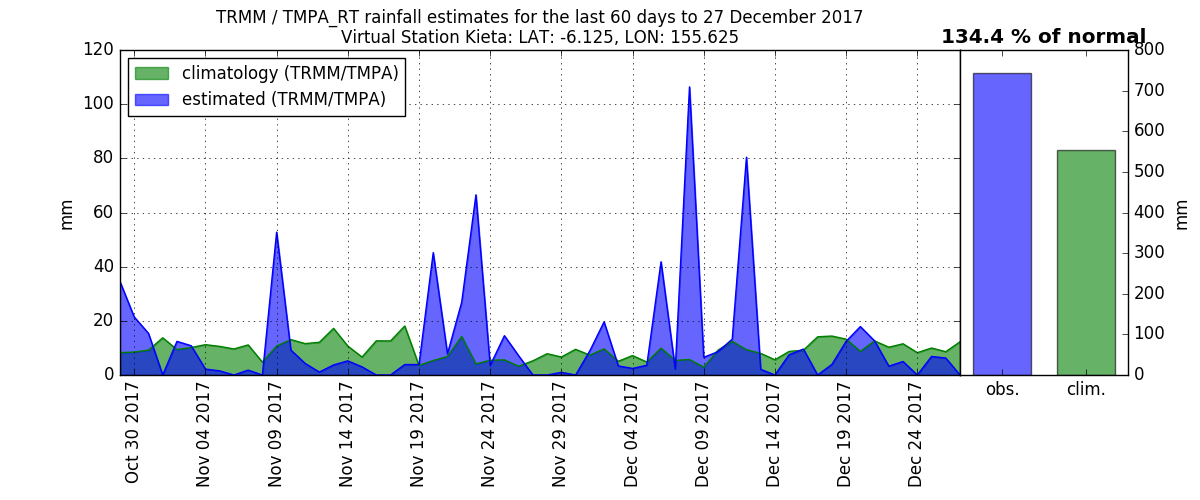 TRMM / TMPA_RT rainfall estimates for the last 60 days to 27 December 2017
Virtual Station Kieta: LAT: -6.125, LON: 155.625
134.4 % of normal
climatology (TRMM/TMPA)
estimated (TRMM/TMPA)
120
100
80
60
40
20
0
mm
Oct 30 2017
Nov 04 2017
Nov 09 2017
Nov 14 2017
Nov 19 2017
Nov 24 2017
Nov 29 2017
Dec 04 2017
Dec 09 2017
Dec 14 2017
Dec 19 2017
Dec 24 2017
obs.
clim.
800
700
600
500
400
300
200
100
0
mm